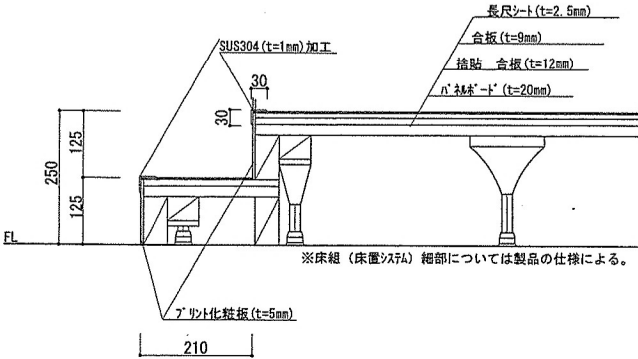 長尺シート(t=2.5mm)
合板(t=9mm)
捨貼 合板(t=12mm)
パネルボード(t=20mm)
SUS304(t=1mm)加工
30
30
125
250
125
FL
※床組(床置システム)細部については製品の仕様による。
プリント化粧板(t=5mm)
210